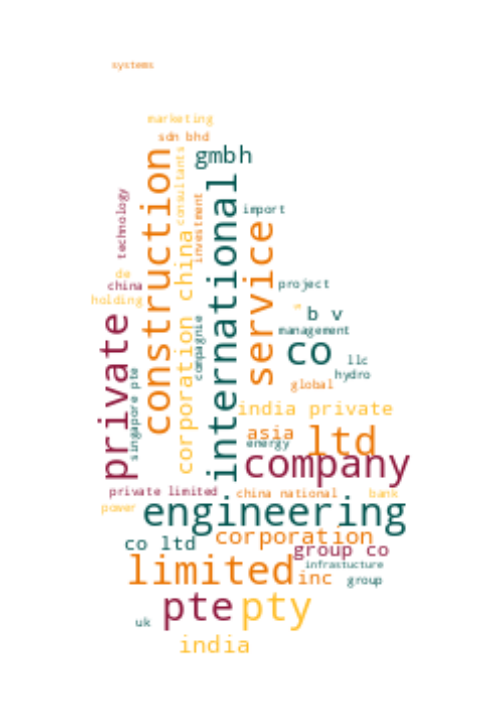 systems
marketing
sdn bhd
gmbh
construction
consultants
international
technology
investment
import
service
corporation china
de
china
holding
project
" b v
private
compagnie
management
co
llc
singapore pte
hydro
global
india private
asia
ltd
energy
company
private limited
china national
bank
power
engineering
co ltd
corporation
group co
limited
infrastucture
inc
group
pte
pty
uk
india